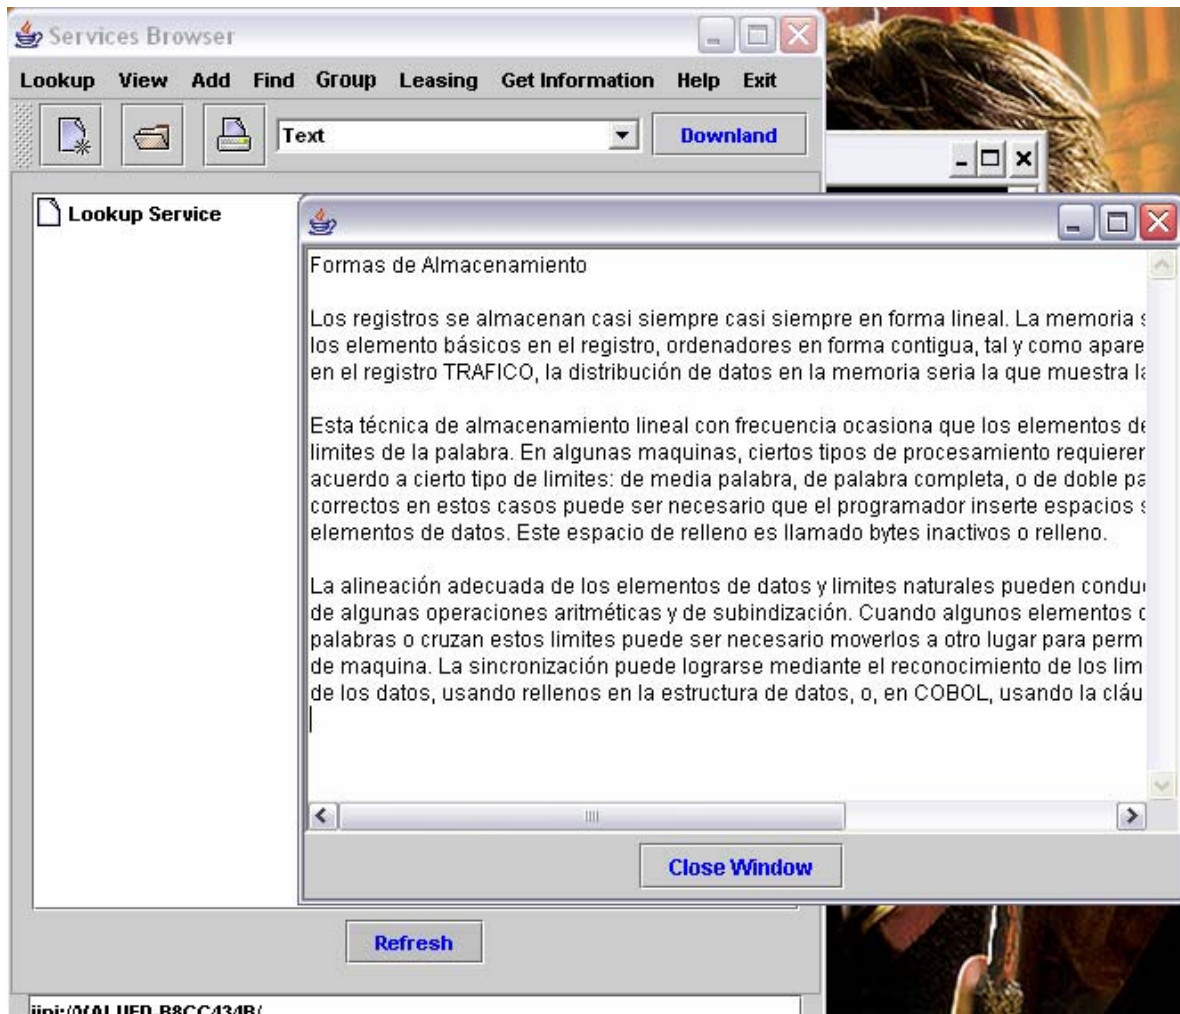 Services Browser
Lookup View Add Find Group Leasing Get Information Help Exit
Text Downland
Lookup Service
Formas de Almacenamiento
Los registros se almacenan casi siempre casi siempre en forma lineal. La memoria
los elemento básicos en el registro, ordenadores en forma contigua, tal y como apare
en el registro TRAFICO, la distribución de datos en la memoria seria la que muestra
Esta técnica de almacenamiento lineal con frecuencia ocasiona que los elementos de
limites de la palabra. En algunas maquinas, ciertos tipos de procesamiento requieren
acuerdo a cierto tipo de limites: de media palabra, de palabra completa, o de doble pa
correctos en estos casos puede ser necesario que el programador inserte espacios
elementos de datos. Este espacio de relleno es llamado bytes inactivos o relleno.
La alineación adecuada de los elementos de datos y limites naturales pueden condu
de algunas operaciones aritméticas y de subindización. Cuando algunos elementos
palabras o cruzan estos limites puede ser necesario moverlos a otro lugar para perm
de maquina. La sincronización puede lograrse mediante el reconocimiento de los lim
de los datos, usando rellenos en la estructura de datos, o, en COBOL, usando la cláu
Close Window
Refresh